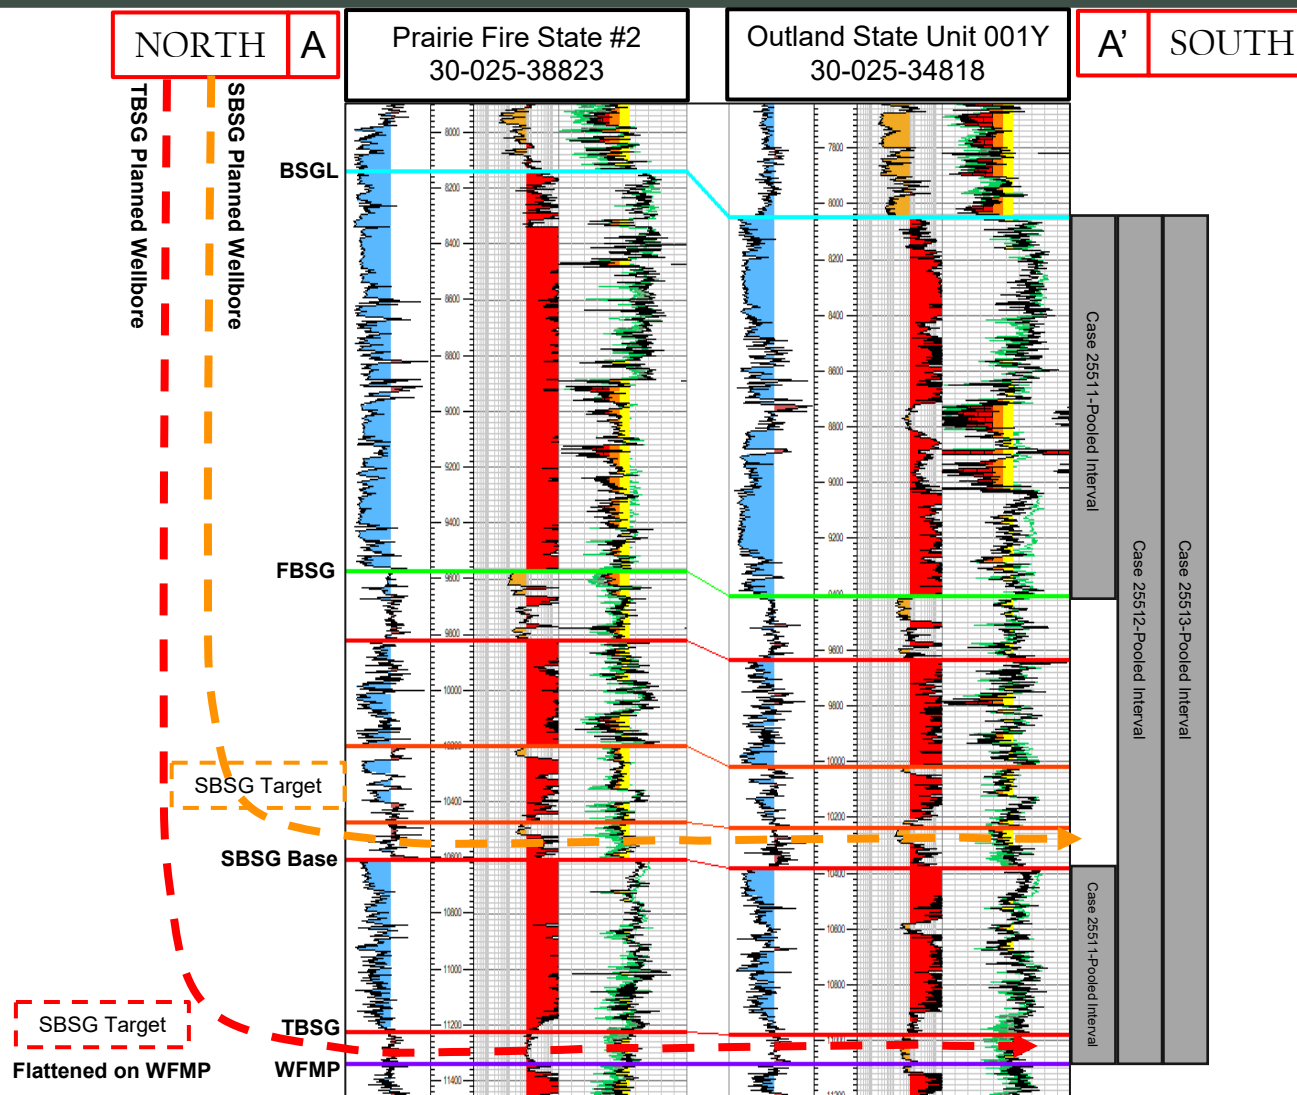 NORTH A
Prairie Fire State #2
30-025-38823
Outland State Unit 001Y
30-025-34818
A’ SOUTH
TBSG Planned Wellbore
SBSG Planned Wellbore
BSGL
FBSG
SBSG Target
SBSG Base
SBSG Target
TBSG
Flattened on WFMP
WFMP
8000
8200
8400
8600
8800
9000
9200
9400
9600
9800
10000
10200
10400
10600
10800
11000
11200
11400
7800
8000
8200
8400
8600
8800
9000
9200
9400
9600
9800
10000
10200
10400
10600
10800
11000
11200
Case 25511-Pooled Interval
Case 25512-Pooled Interval
Case 25513-Pooled Interval
Case 25511-Pooled Interval